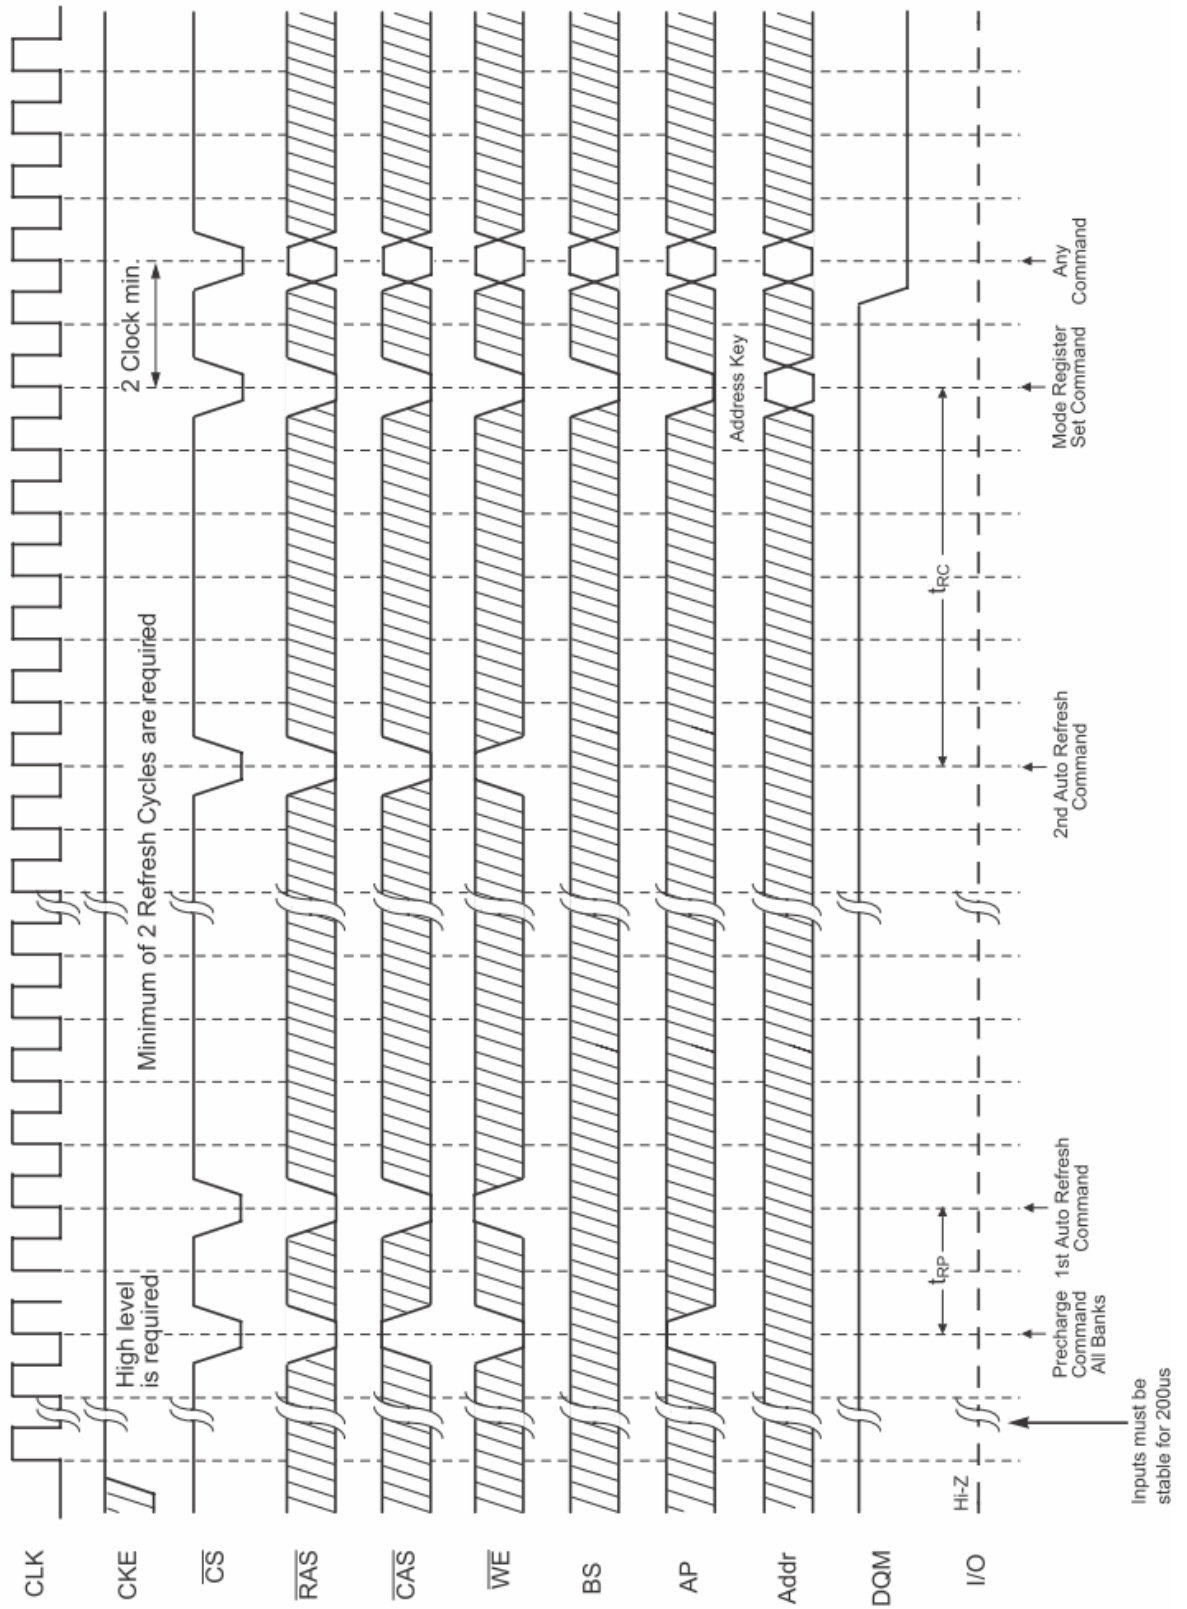 CLK
CKE
CS
RAS
CAS
WE
BS
AP
Addr
DQM
I/O
High level
is required
Minimum of 2 Refresh Cycles are required
2 Clock min.
Address Key
tRP
tRC
Hi-Z
Inputs must be
stable for 200us
Precharge
Command
All Banks
1st Auto Refresh
Command
2nd Auto Refresh
Command
Mode Register
Set Command
Any
Command